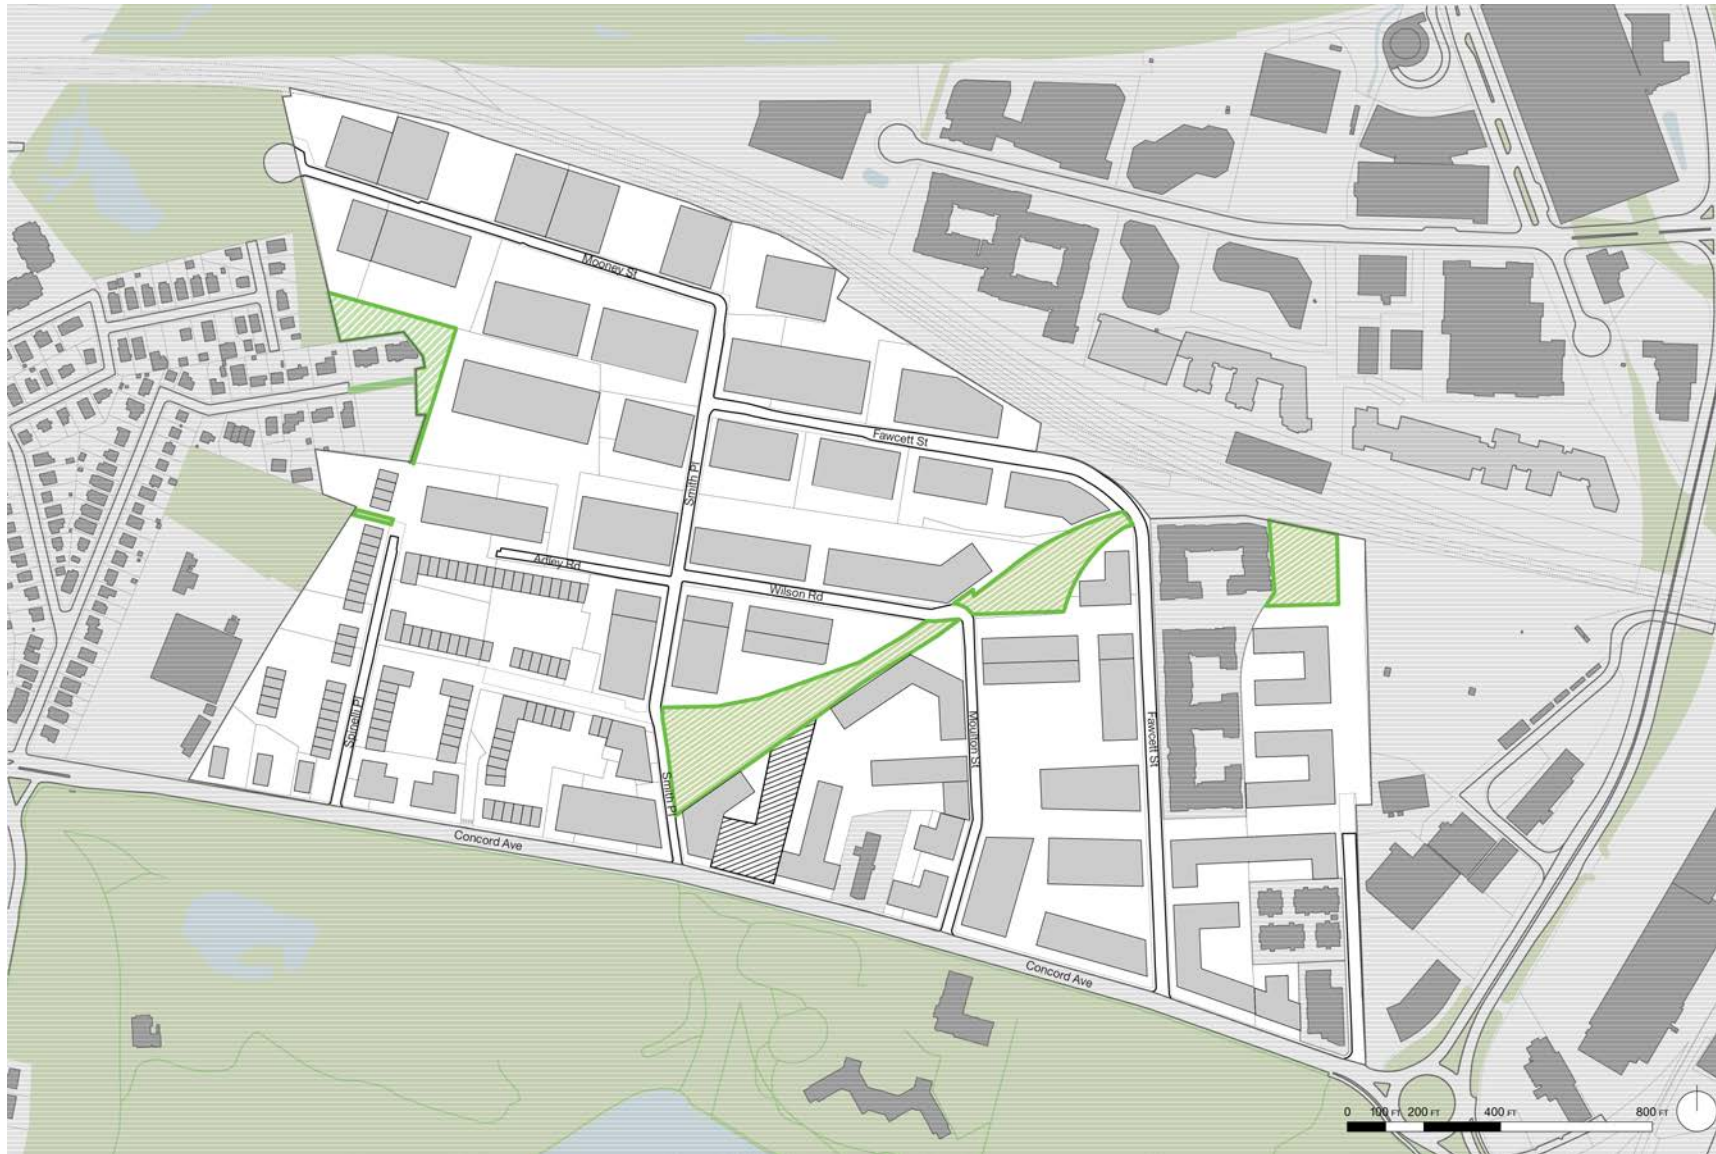 Mooney St
Fawcett St
Smith Pl
Adley Rd
Wilson Rd
Spinelli Pl
Moulton St
Fawcett St
Smith Pl
Concord Ave
Concord Ave
0 100 FT 200 FT 400 FT 800 FT